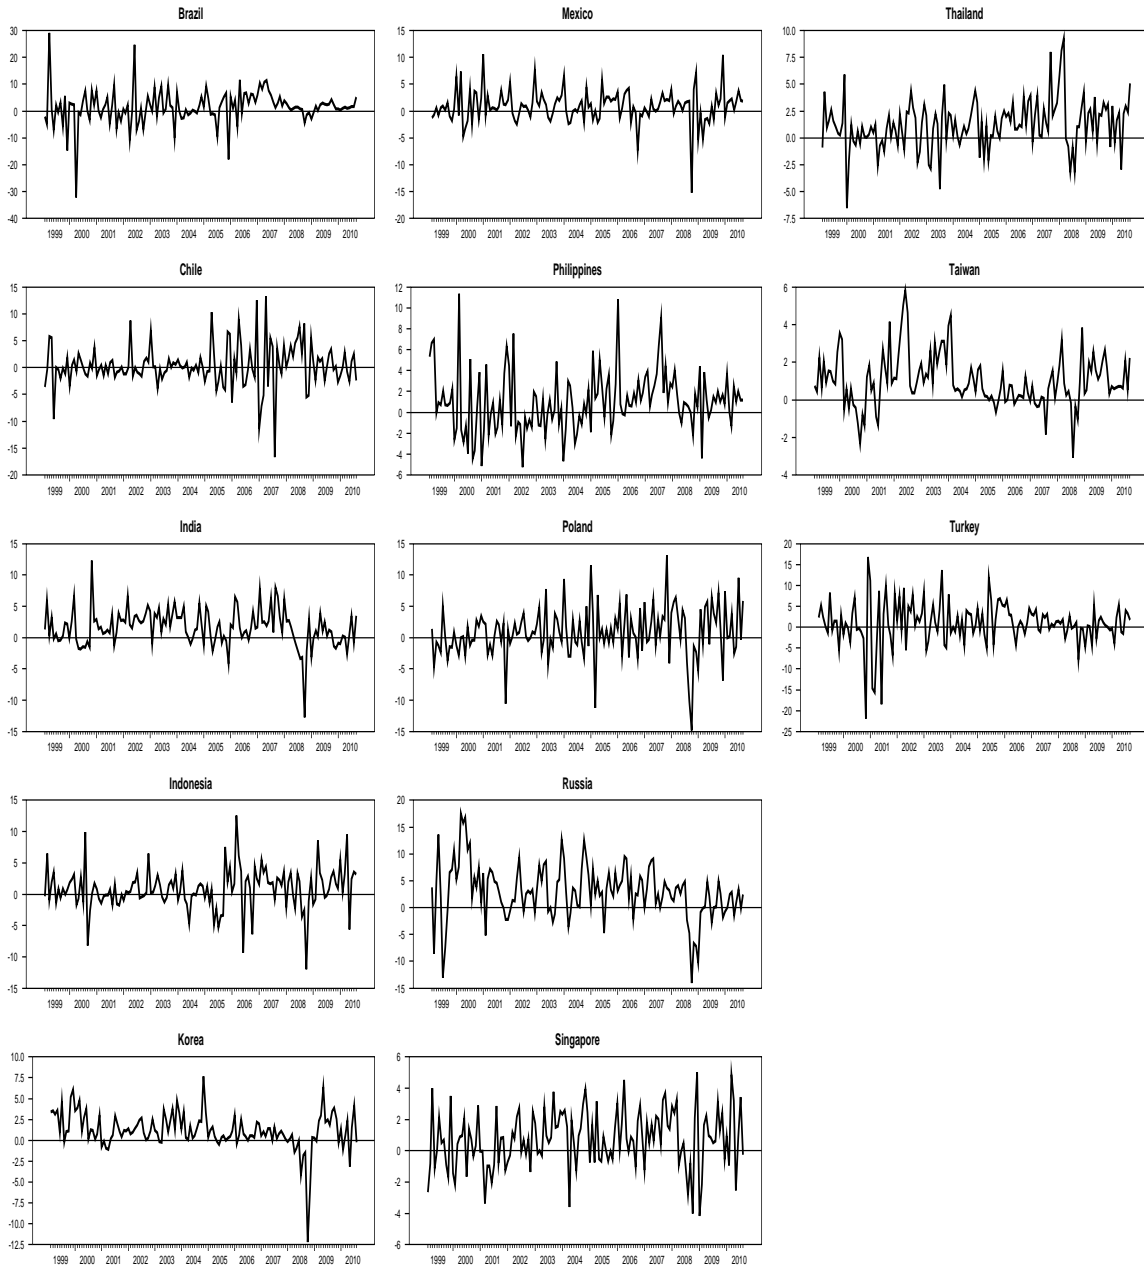 Brazil Mexico Thailand
30 15 10.0
20 10 7.5
10 5 5.0
0 0 2.5
-10 -5 0.0
-20 -10 -2.5
-30 -15 -5.0
-40 -20 -7.5
1999 2000 2001 2002 2003 2004 2005 2006 2007 2008 2009 2010
1999 2000 2001 2002 2003 2004 2005 2006 2007 2008 2009 2010
1999 2000 2001 2002 2003 2004 2005 2006 2007 2008 2009 2010
Chile Philippines Taiwan
15 12 6
10 10 4
5 8 2
0 6 0
-5 4 -2
-10 2 -4
-15 0
-20 -2
-4
-6
1999 2000 2001 2002 2003 2004 2005 2006 2007 2008 2009 2010
1999 2000 2001 2002 2003 2004 2005 2006 2007 2008 2009 2010
1999 2000 2001 2002 2003 2004 2005 2006 2007 2008 2009 2010
India Poland Turkey
15 15 20
10 10 15
5 5 10
0 0 5
-5 -5 0
-10 -10 -5
-15 -15 -10
-15
-20
-25
1999 2000 2001 2002 2003 2004 2005 2006 2007 2008 2009 2010
1999 2000 2001 2002 2003 2004 2005 2006 2007 2008 2009 2010
1999 2000 2001 2002 2003 2004 2005 2006 2007 2008 2009 2010
Indonesia Russia
15 20
10 15
5 10
0 5
-5 0
-10 -5
-15 -10
-15
1999 2000 2001 2002 2003 2004 2005 2006 2007 2008 2009 2010
1999 2000 2001 2002 2003 2004 2005 2006 2007 2008 2009 2010
Korea Singapore
10.0 6
7.5 4
5.0 2
2.5 0
0.0 -2
-2.5 -4
-5.0 -6
-7.5
-10.0
-12.5
1999 2000 2001 2002 2003 2004 2005 2006 2007 2008 2009 2010
1999 2000 2001 2002 2003 2004 2005 2006 2007 2008 2009 2010